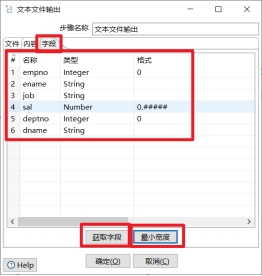 文本文件输出
步骤名称 文本文件输出
文件 内容 字段
# 名称 类型 格式
1 empno Integer 0
2 ename String
3 job String
4 sal Number 0.#####
5 deptno Integer 0
6 dname String
获取字段 最小宽度
Help 确定(O) 取消(C)